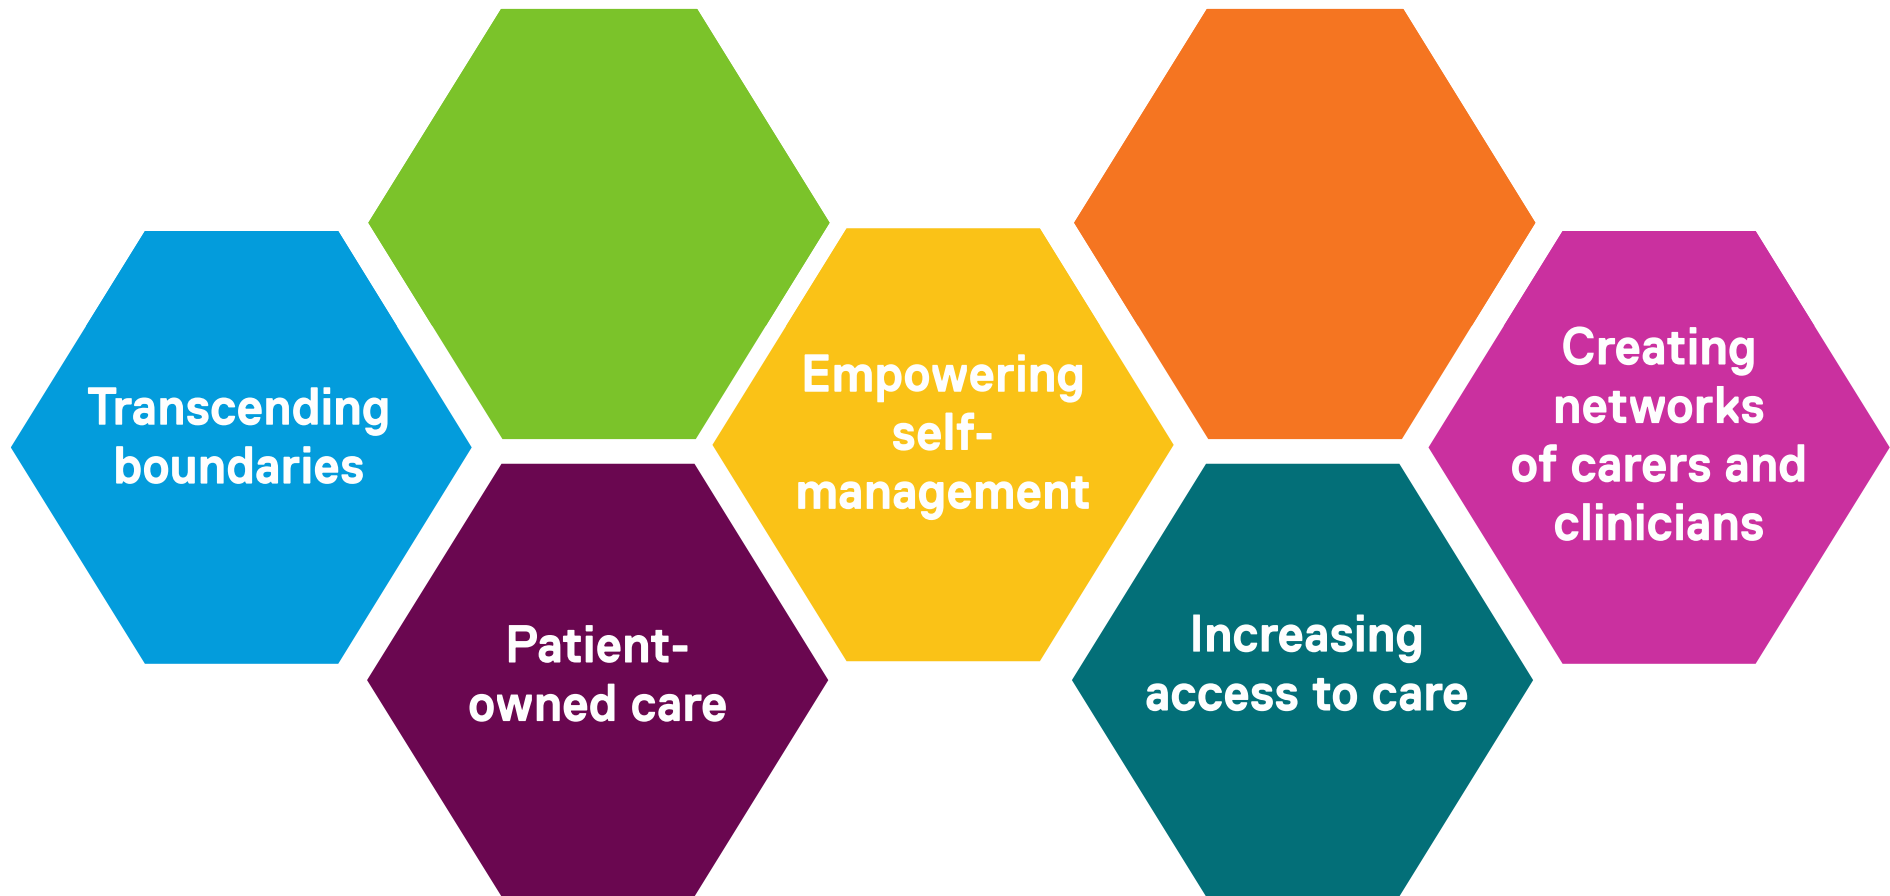 Transcending
boundaries
Patient-
owned care
Empowering
self-
management
Increasing
access to care
Creating
networks
of carers and
clinicians